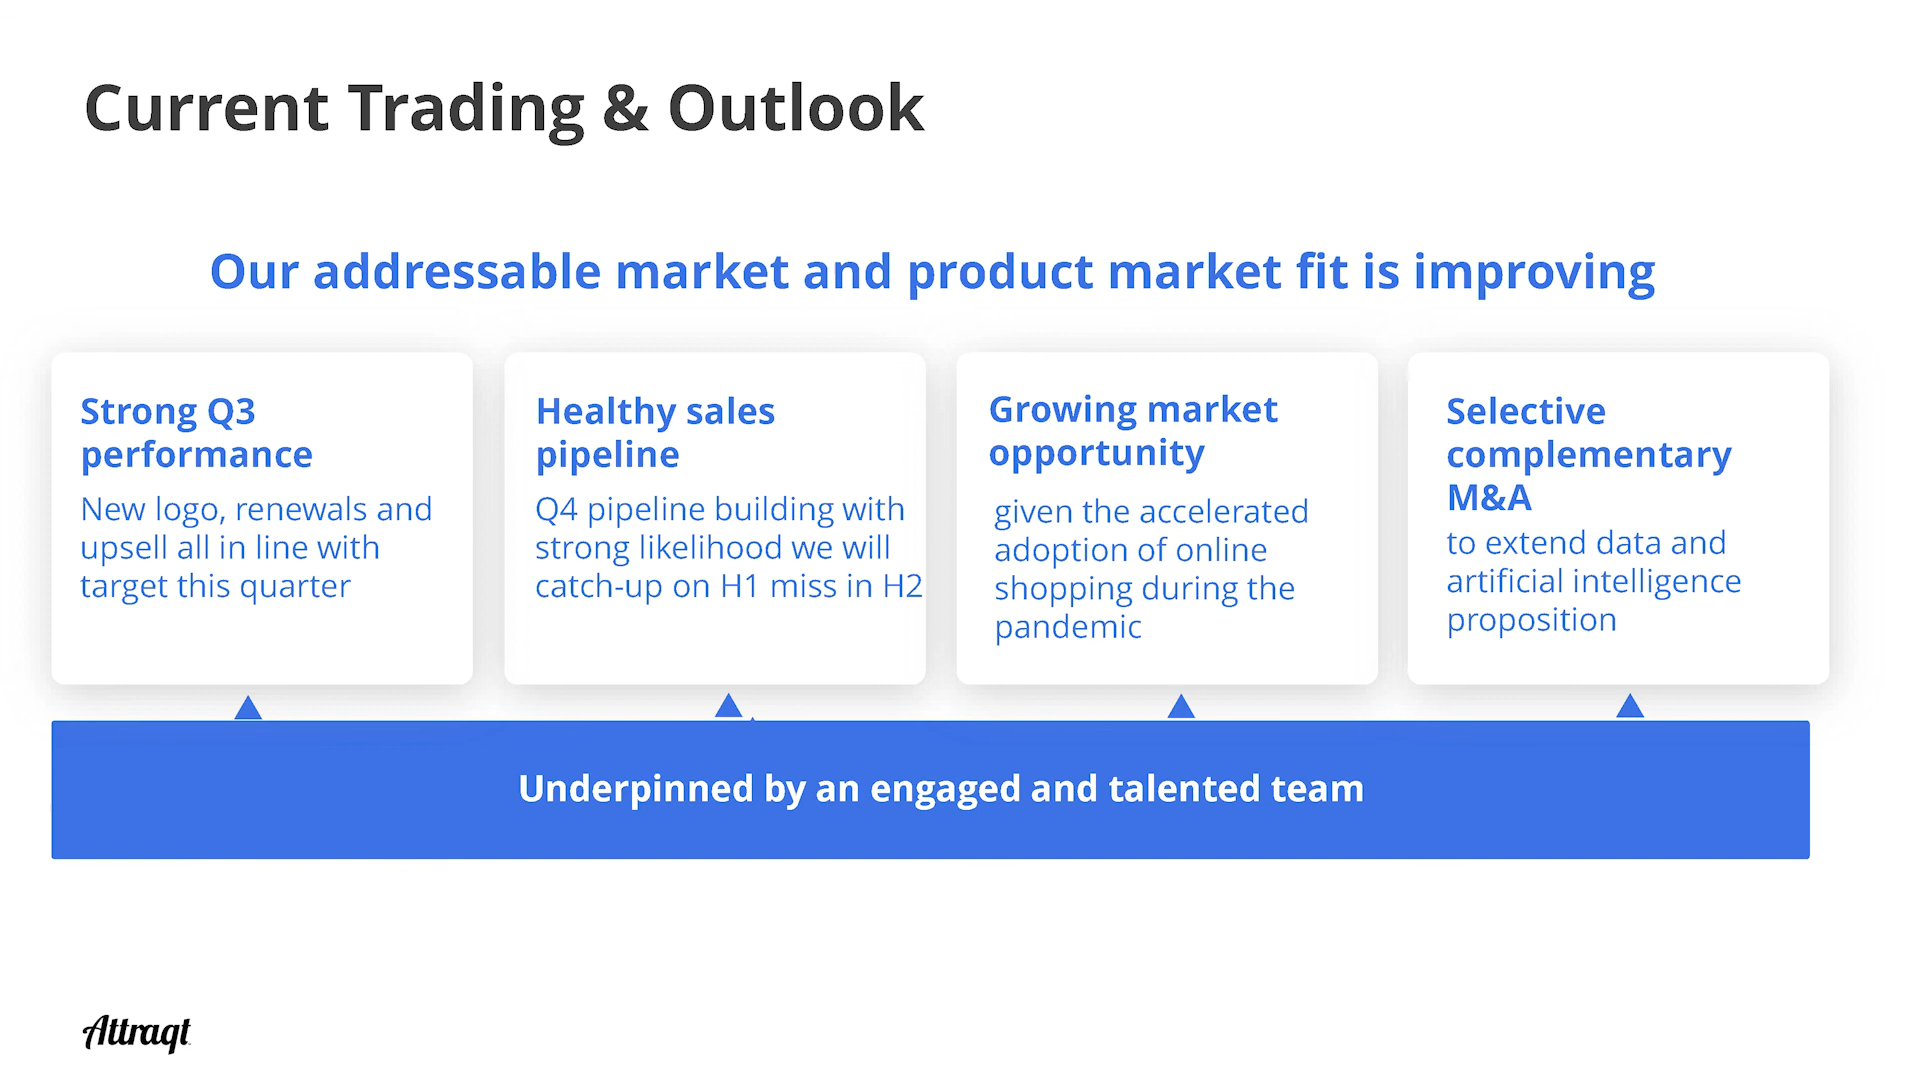 Current Trading & Outlook
Our addressable market and product market fit is improving
Strong Q3
performance
New logo, renewals and
upsell all in line with
target this quarter
Healthy sales
pipeline
Q4 pipeline building with
strong likelihood we will
catch-up on H1 miss in H2
Growing market
opportunity
given the accelerated
adoption of online
shopping during the
pandemic
Selective
complementary
M&A
to extend data and
artificial intelligence
proposition
Underpinned by an engaged and talented team
Attraqt